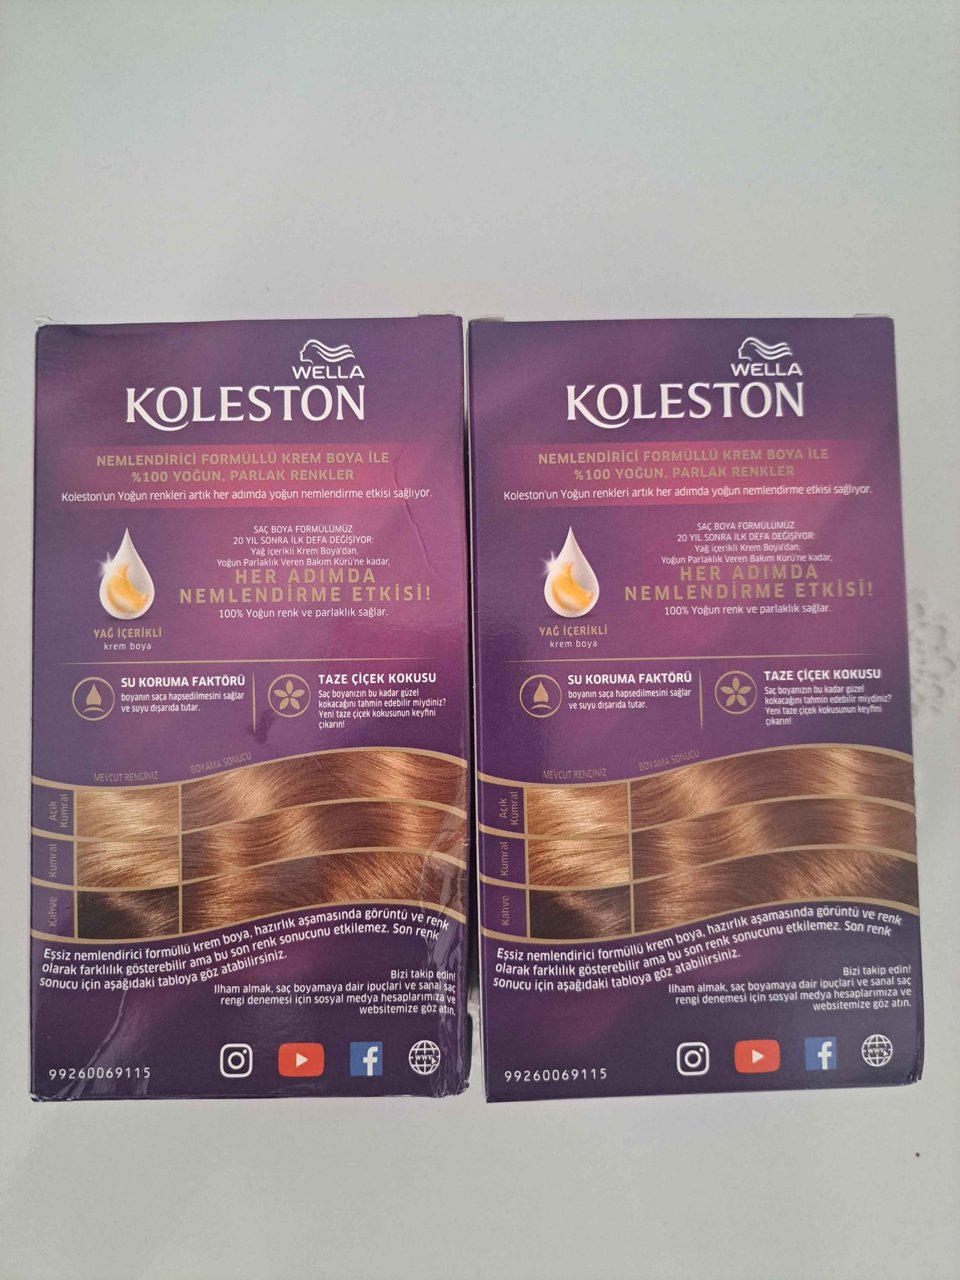 WELLA
KOLESTON
NEMLENDİRİCİ FORMÜLLÜ KREM BOYA İLE
%100 YOĞUN, PARLAK RENKLER
Koleston'un Yoğun renkleri artık her adımda yoğun nemlendirme etkisi sağlıyor.
SAÇ BOYA FORMÜLÜMÜZ
20 YIL SONRA İLK DEFA DEĞİŞİYOR:
Yağ içerikli Krem Boya'dan,
Yoğun Parlaklık Veren Bakım Kürü'ne kadar,
HER ADIMDA
NEMLENDİRME ETKİSİ!
100% Yoğun renk ve parlaklık sağlar.
YAĞ İÇERİKLİ
krem boya
SU KORUMA FAKTÖRÜ
boyanın saça hapsedilmesini sağlar
ve suyu dışarıda tutar.
TAZE ÇİÇEK KOKUSU
Saç boyanızın bu kadar güzel
kokacağını tahmin edebilir miydiniz?
Yeni taze çiçek kokusunun keyfini
çıkarın!
MEVCUT RENGİNİZ
BOYAMA SONUCU
Açık
Kumral
Kumral
Kahve
Eşsiz nemlendirici formüllü krem boya, hazırlık aşamasında görüntü ve renk
olarak farklılık gösterebilir ama bu son renk sonucunu etkilemez. Son renk
sonucu için aşağıdaki tabloya göz atabilirsiniz.
Bizi takip edin!
İlham almak, saç boyamaya dair ipuçları ve sanal saç
rengi denemesi için sosyal medya hesaplarımıza ve
websitemize göz atın.
99260069115
f
www
WELLA
KOLESTON
NEMLENDİRİCİ FORMÜLLÜ KREM BOYA İLE
%100 YOĞUN, PARLAK RENKLER
Koleston'un Yoğun renkleri artık her adımda yoğun nemlendirme etkisi sağlıyor.
SAÇ BOYA FORMÜLÜMÜZ
20 YIL SONRA İLK DEFA DEĞİŞİYOR:
Yağ içerikli Krem Boya'dan,
Yoğun Parlaklık Veren Bakım Kürü'ne kadar,
HER ADIMDA
NEMLENDİRME ETKİSİ!
100% Yoğun renk ve parlaklık sağlar.
YAĞ İÇERİKLİ
krem boya
SU KORUMA FAKTÖRÜ
boyanın saça hapsedilmesini sağlar
ve suyu dışarıda tutar.
TAZE ÇİÇEK KOKUSU
Saç boyanızın bu kadar güzel
kokacağını tahmin edebilir miydiniz?
Yeni taze çiçek kokusunun keyfini
çıkarın!
MEVCUT RENGİNİZ
BOYAMA SONUCU
Açık
Kumral
Kumral
Kahve
Eşsiz nemlendirici formüllü krem boya, hazırlık aşamasında görüntü ve renk
olarak farklılık gösterebilir ama bu son renk sonucunu etkilemez. Son renk
sonucu için aşağıdaki tabloya göz atabilirsiniz.
Bizi takip edin!
İlham almak, saç boyamaya dair ipuçları ve sanal saç
rengi denemesi için sosyal medya hesaplarımıza ve
websitemize göz atın.
99260069115
f
www